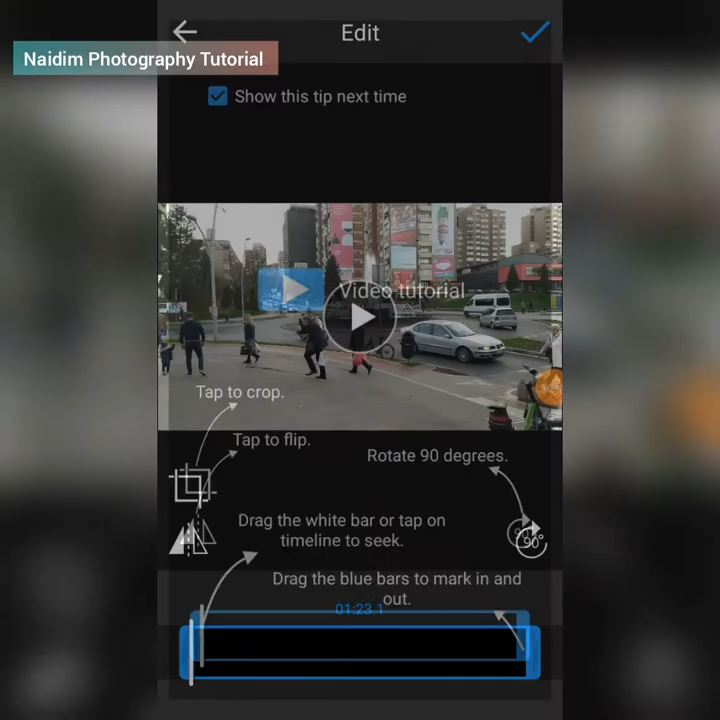 Edit
Naidim Photography Tutorial
Show this tip next time
Video tutorial
Tap to crop.
Tap to flip.
Rotate 90 degrees.
90°
Drag the white bar or tap on
timeline to seek.
Drag the blue bars to mark in and
out.
01:23.1